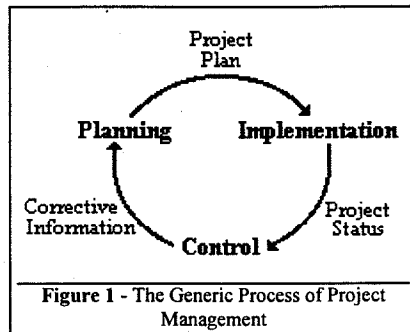 Project
Plan
Planning Implementation
Corrective
Information
Project
Status
Control
Figure 1 - The Generic Process of Project
Management